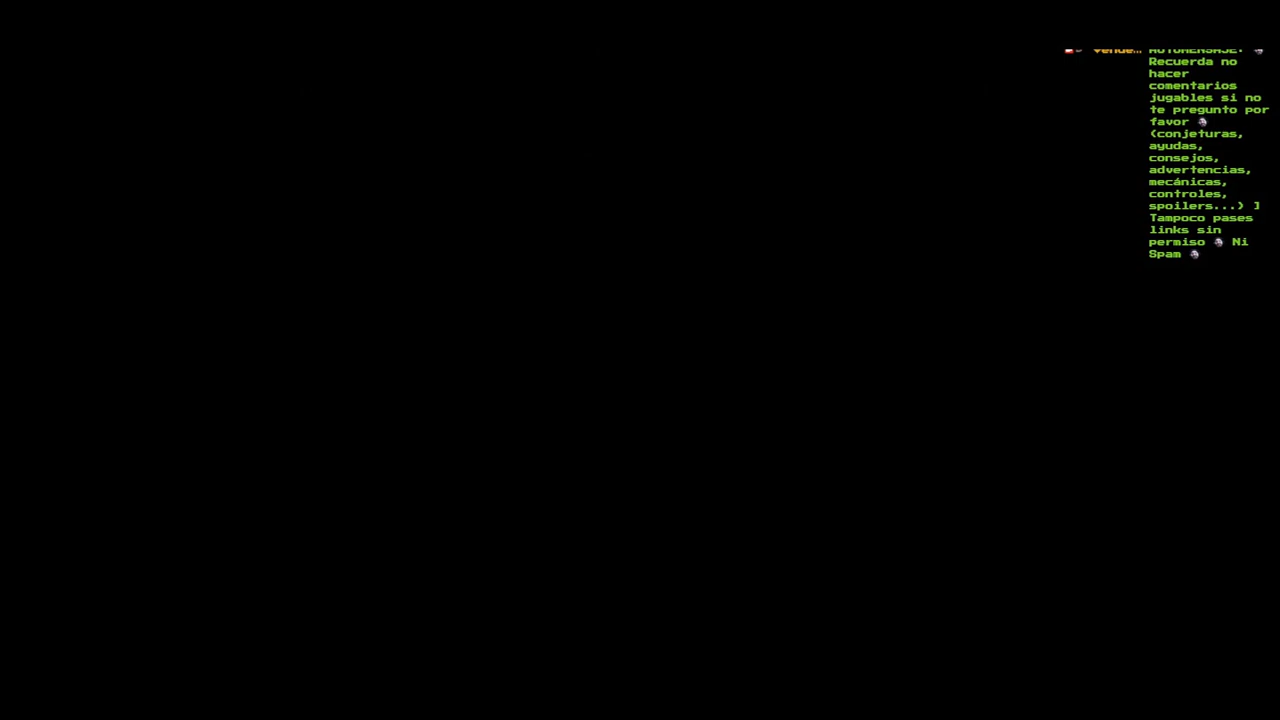 vende... AUTOMENSAJE:
Recuerda no
hacer
comentarios
jugables si no
te pregunto por
favor
(conjeturas,
ayudas,
consejos,
advertencias,
mecánicas,
controles,
spoilers...) ]
Tampoco pases
links sin
permiso Ni
Spam